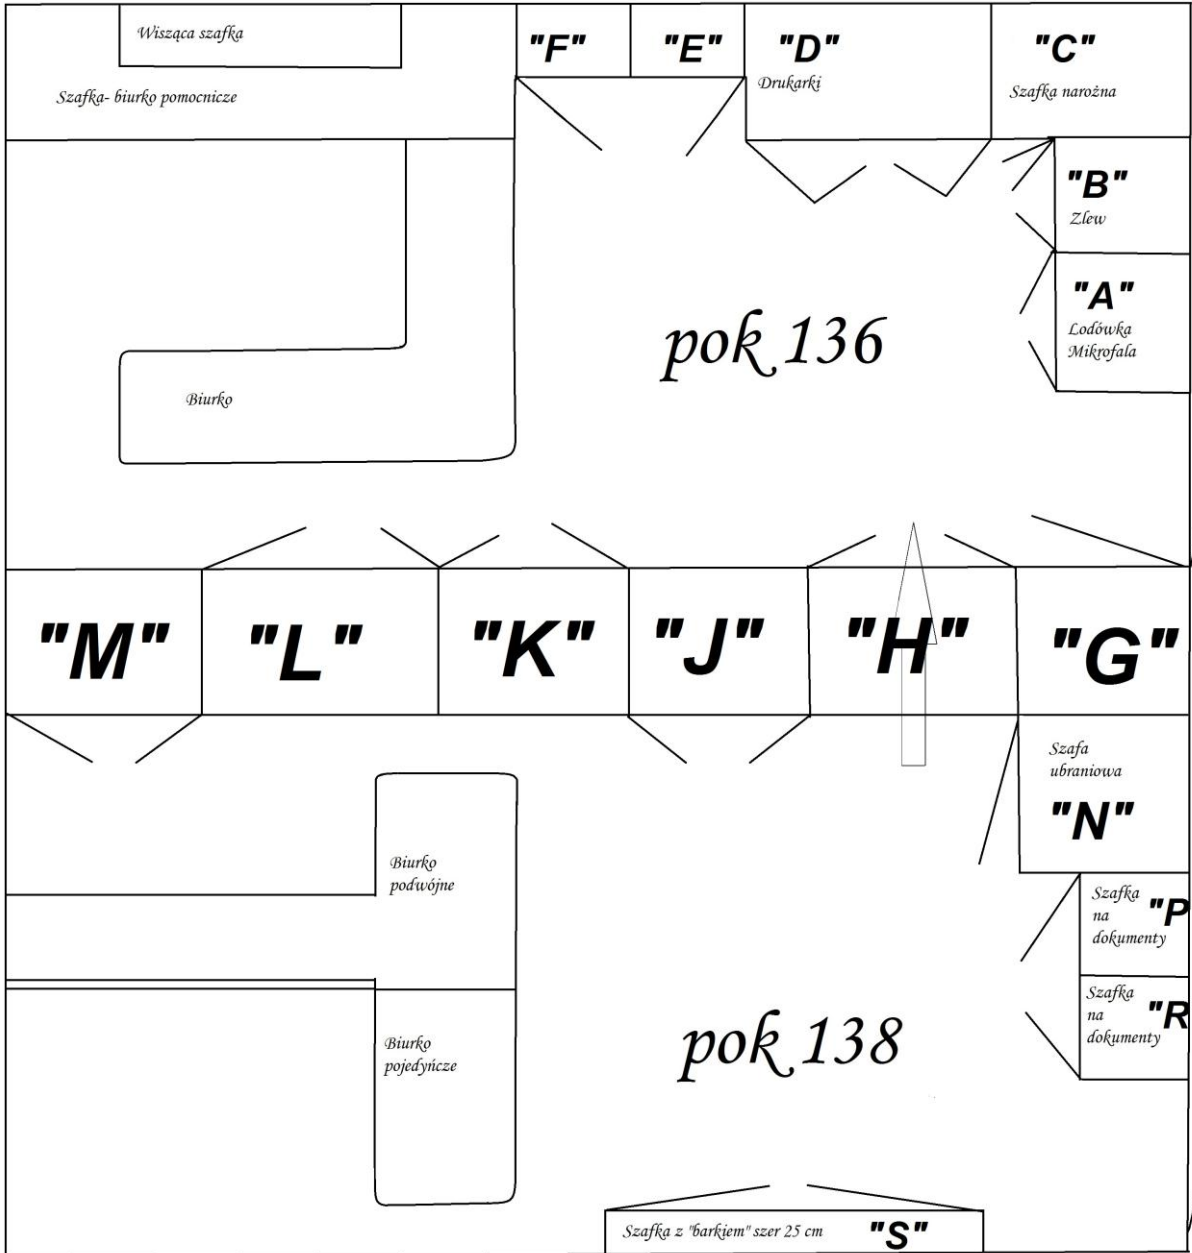 Wisząca szafka
Szafka- biurko pomocnicze
"F"
"E"
"D"
Drukarki
"C"
Szafka narożna
"B"
Zlew
"A"
Lodówka
Mikrofala
pok 136
Biurko
"M"
"L"
"K"
"J"
"H"
"G"
Szafa
ubraniowa
"N"
Biurko
podwójne
Szafka
na
dokumenty
"P
Szafka
na
dokumenty
"R
pok 138
Biurko
pojedyńcze
Szafka z "barkiem" szer 25 cm
"S"